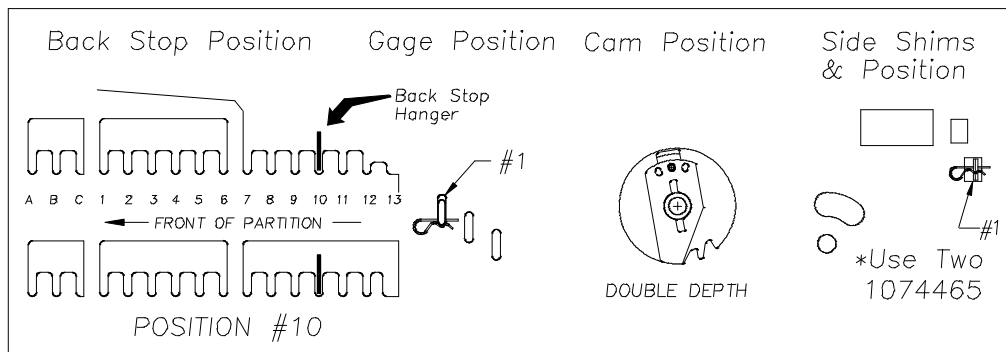 Back Stop Position
Gage Position
Cam Position
Side Shims
& Position
Back Stop
Hanger
#1
A B C 1 2 3 4 5 6 7 8 9 10 11 12 13
FRONT OF PARTITION
#1
DOUBLE DEPTH
*Use Two
1074465
POSITION #10